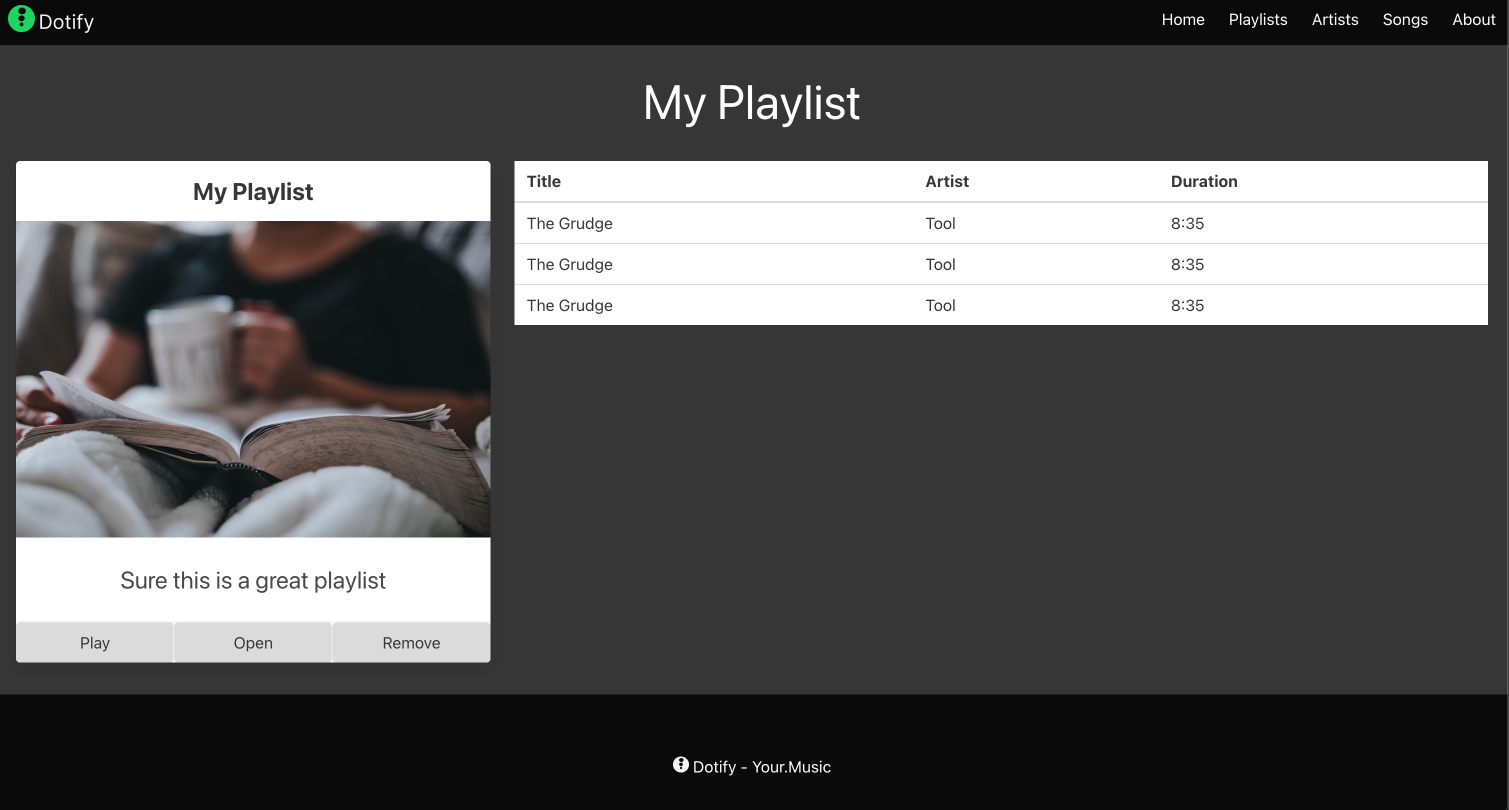 Dotify
Home Playlists Artists Songs About
My Playlist
My Playlist
Sure this is a great playlist
Play Open Remove
Title Artist Duration
The Grudge Tool 8:35
The Grudge Tool 8:35
The Grudge Tool 8:35
Dotify - Your.Music